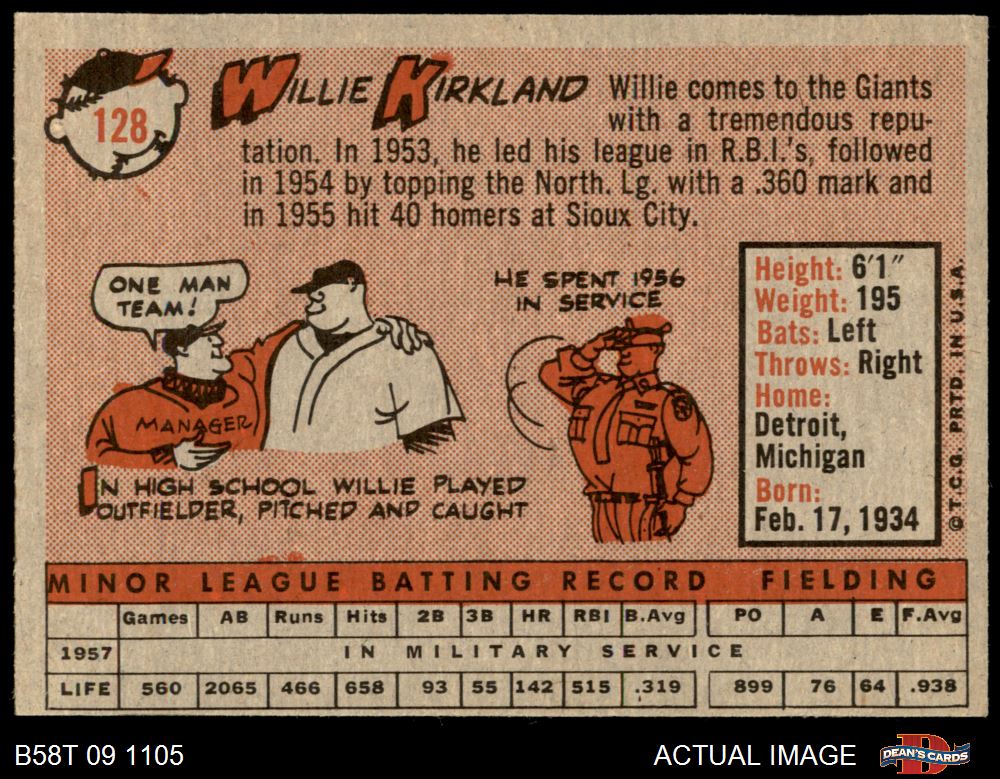 128
WILLIE KIRKLAND
Willie comes to the Giants
with a tremendous repu-
tation. In 1953, he led his league in R.B.I.'s, followed
in 1954 by topping the North. Lg. with a .360 mark and
in 1955 hit 40 homers at Sioux City.
ONE MAN
TEAM!
MANAGER
IN HIGH SCHOOL WILLIE PLAYED
OUTFIELDER, PITCHED AND CAUGHT
HE SPENT 1956
IN SERVICE
Height: 6'1"
Weight: 195
Bats: Left
Throws: Right
Home:
Detroit,
Michigan
Born:
Feb. 17, 1934
© T.C.G. PRTD. IN U.S.A.
MINOR LEAGUE BATTING RECORD FIELDING
Games AB Runs Hits 2B 3B HR RBI B.Avg PO A E F.Avg
1957 IN MILITARY SERVICE
LIFE 560 2065 466 658 93 55 142 515 .319 899 76 64 .938
B58T 09 1105 ACTUAL IMAGE
DEAN'S CARDS